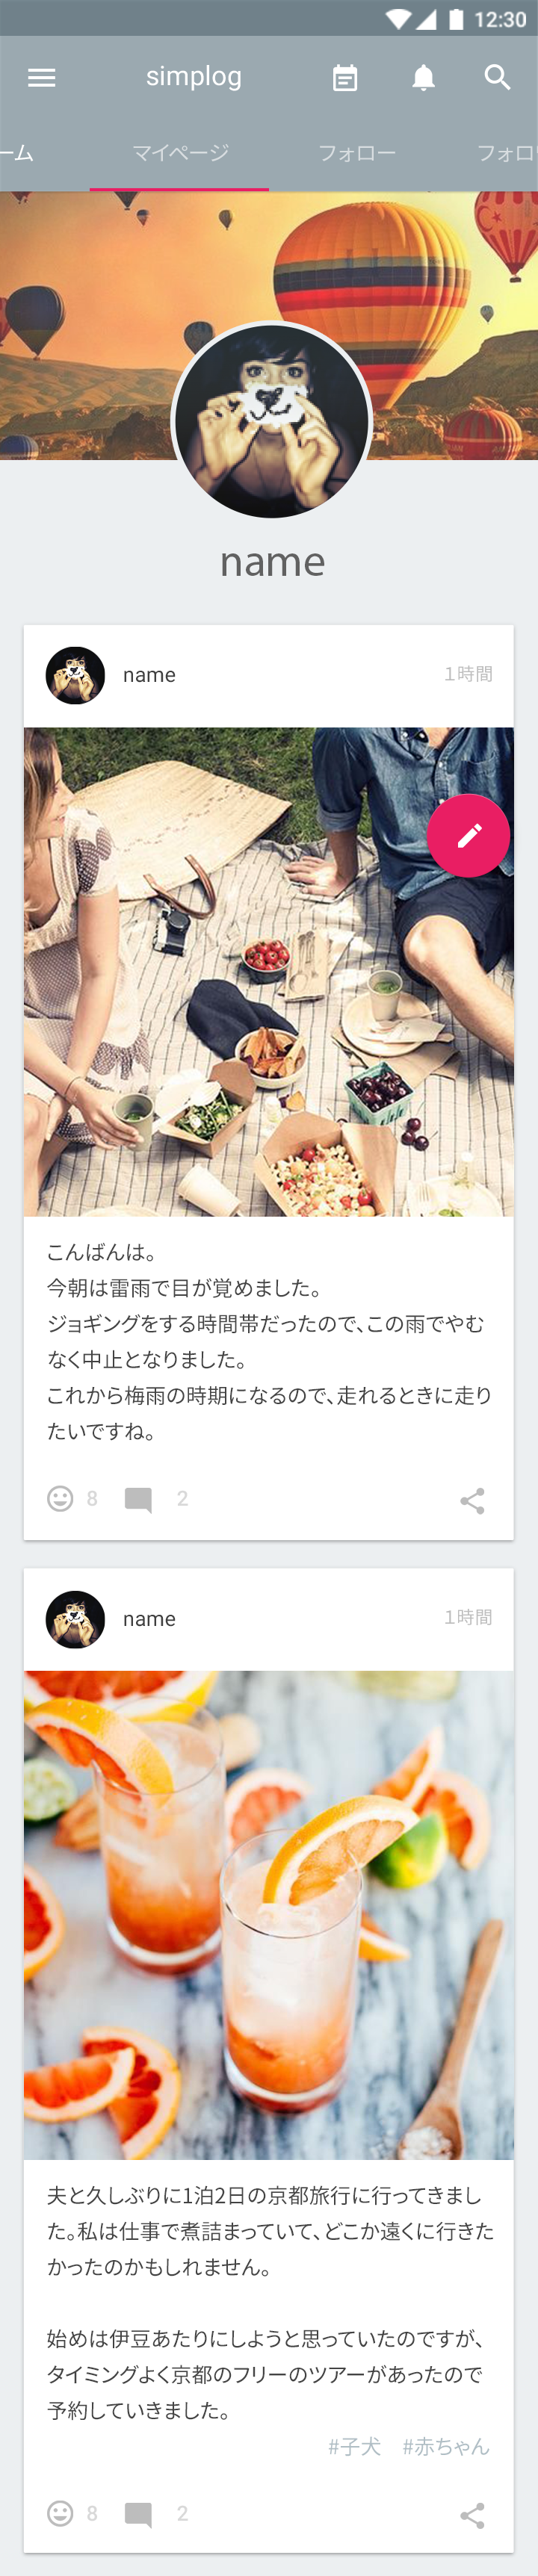 12:30
simplog
ーム マイページ フォロー フォロ
name
name 1時間
こんばんは。
今朝は雷雨で目が覚めました。
ジョギングをする時間帯だったので、この雨でやむ
なく中止となりました。
これから梅雨の時期になるので、走れるときに走り
たいですね。
8 2
name 1時間
夫と久しぶりに1泊2日の京都旅行に行ってきまし
た。私は仕事で煮詰まっていて、どこか遠くに行きた
かったのかもしれません。
始めは伊豆あたりにしようと思っていたのですが、
タイミングよく京都のフリーのツアーがあったので
予約していきました。
#子犬 #赤ちゃん
8 2